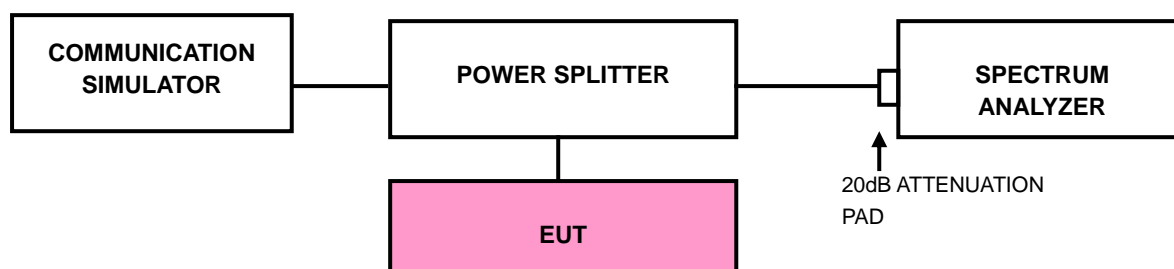 COMMUNICATION
SIMULATOR
POWER SPLITTER
SPECTRUM
ANALYZER
20dB ATTENUATION
PAD
EUT